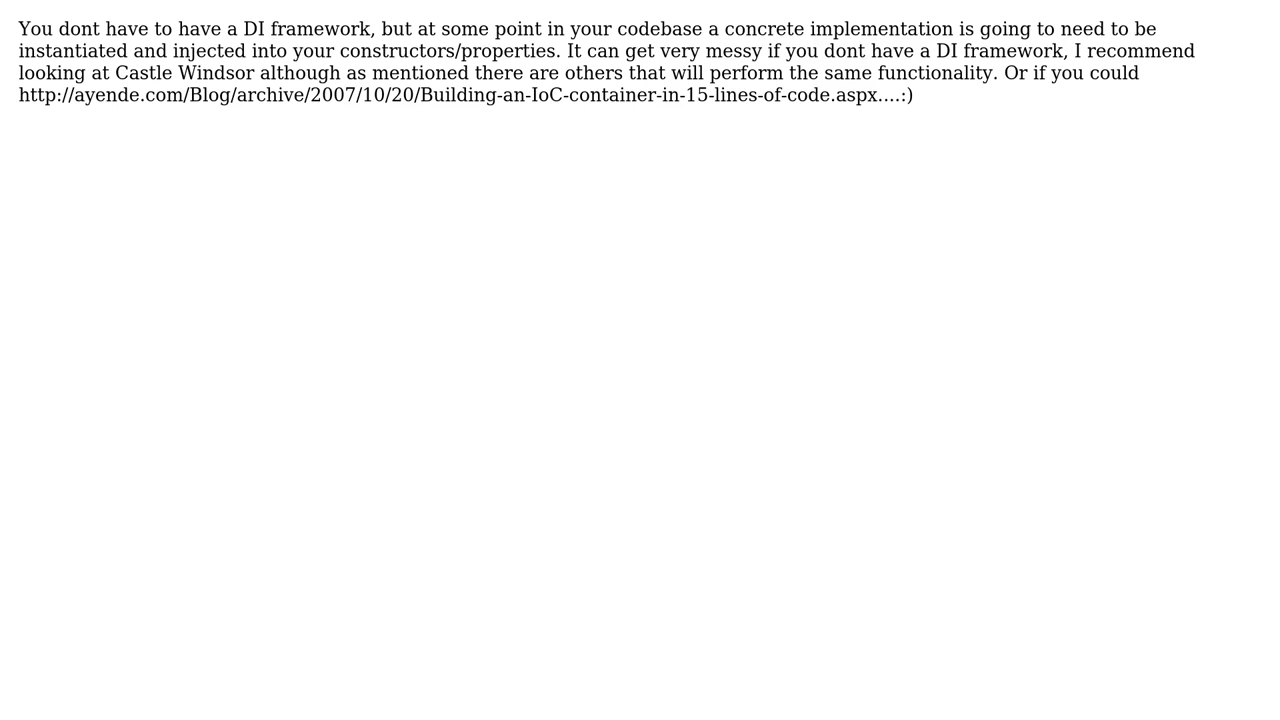 You dont have to have a DI framework, but at some point in your codebase a concrete implementation is going to need to be
instantiated and injected into your constructors/properties. It can get very messy if you dont have a DI framework, I recommend
looking at Castle Windsor although as mentioned there are others that will perform the same functionality. Or if you could
http://ayende.com/Blog/archive/2007/10/20/Building-an-IoC-container-in-15-lines-of-code.aspx....:)